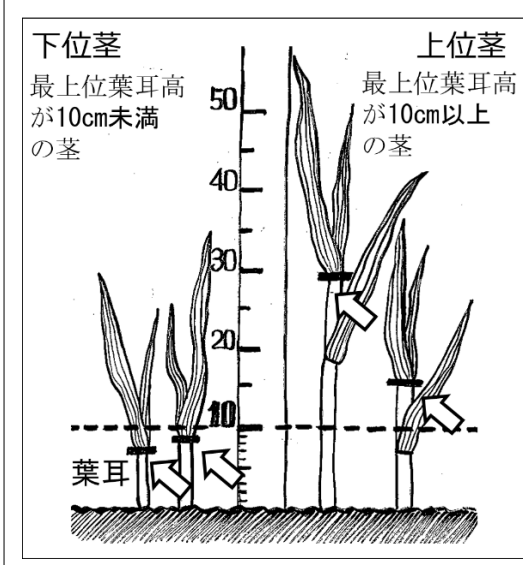 下位茎
最上位葉耳高
が10cm未満
の茎
上位茎
最上位葉耳高
が10cm以上
の茎
50
40
30
20
10
葉耳